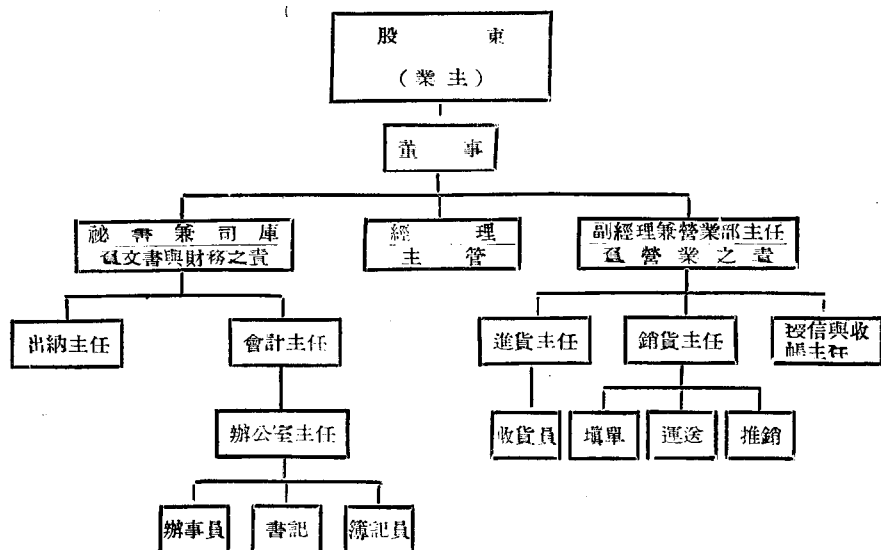 股東
(業主)
董事
祕書兼司庫
負文書與財務之責
經理
主管
副經理兼營業部主任
負營業之責
出納主任
會計主任
進貨主任
銷貨主任
授信與收
帳主任
辦公室主任
收貨員
填單
運送
推銷
辦事員
書記
簿記員